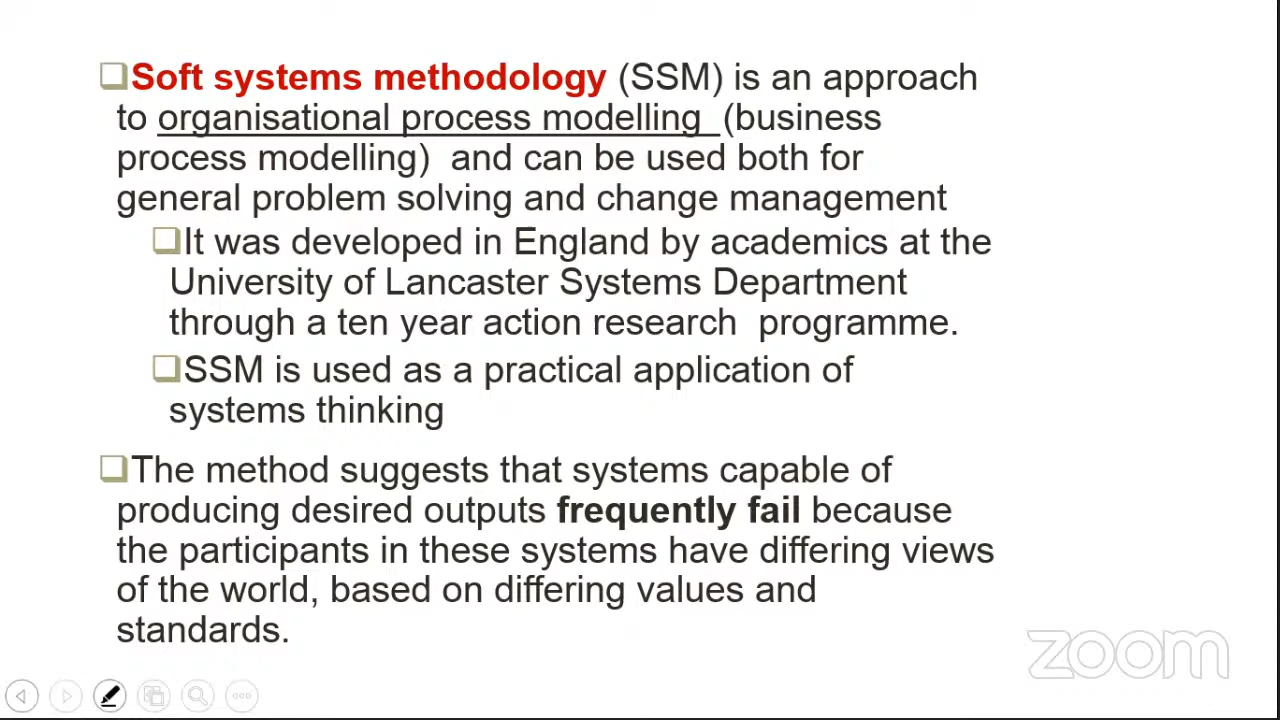 ❑Soft systems methodology (SSM) is an approach
to organisational process modelling (business
process modelling) and can be used both for
general problem solving and change management
❑It was developed in England by academics at the
University of Lancaster Systems Department
through a ten year action research programme.
❑SSM is used as a practical application of
systems thinking
❑The method suggests that systems capable of
producing desired outputs frequently fail because
the participants in these systems have differing views
of the world, based on differing values and
standards.
zoom